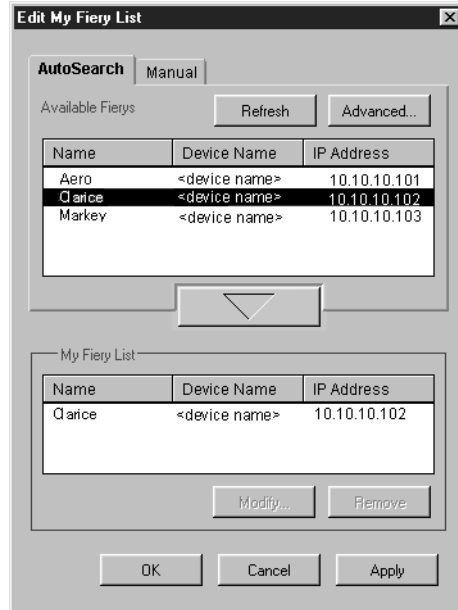 Edit My Fiery List
AutoSearch Manual
Available Fierys Refresh Advanced...
Name Device Name IP Address
Aero <device name> 10.10.10.101
Clarice <device name> 10.10.10.102
Markey <device name> 10.10.10.103
My Fiery List
Name Device Name IP Address
Clarice <device name> 10.10.10.102
Modify... Remove
OK Cancel Apply